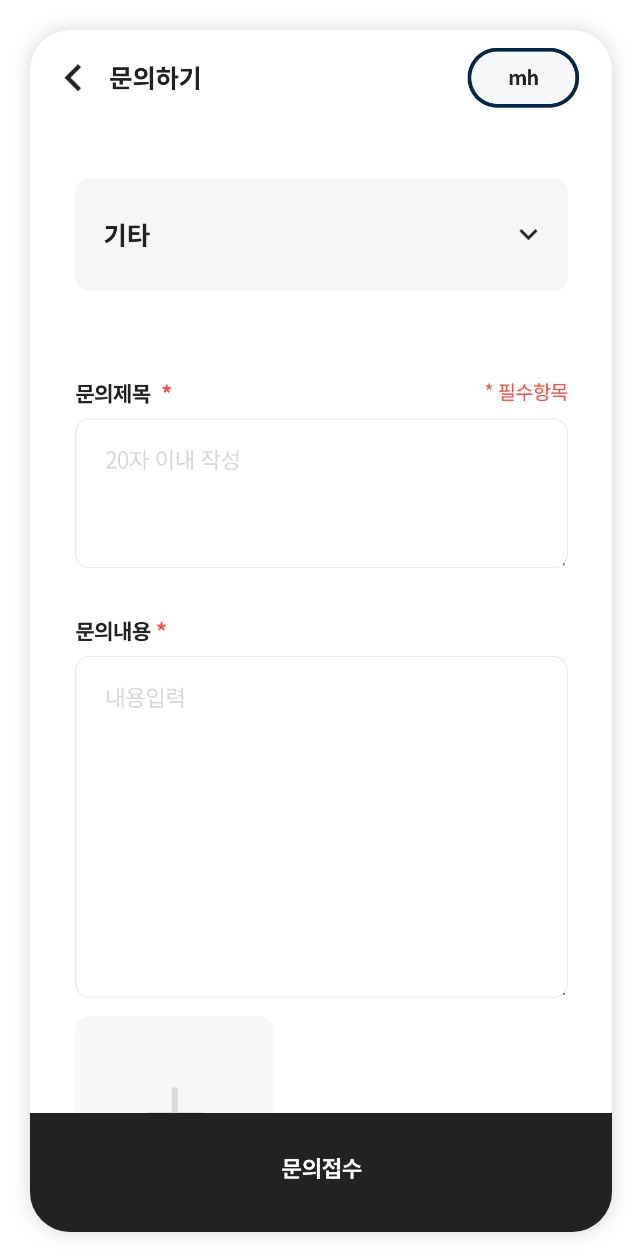 문의하기
mh
기타
문의제목 *
* 필수항목
20자 이내 작성
문의내용 *
내용입력
문의접수